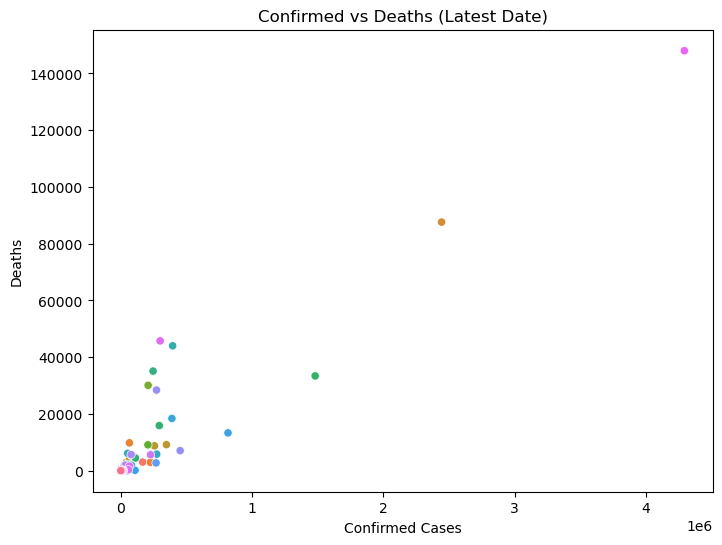 Confirmed vs Deaths (Latest Date)
140000
120000
100000
80000
60000
40000
20000
0
Deaths
0 1 2 3 4
1e6
Confirmed Cases